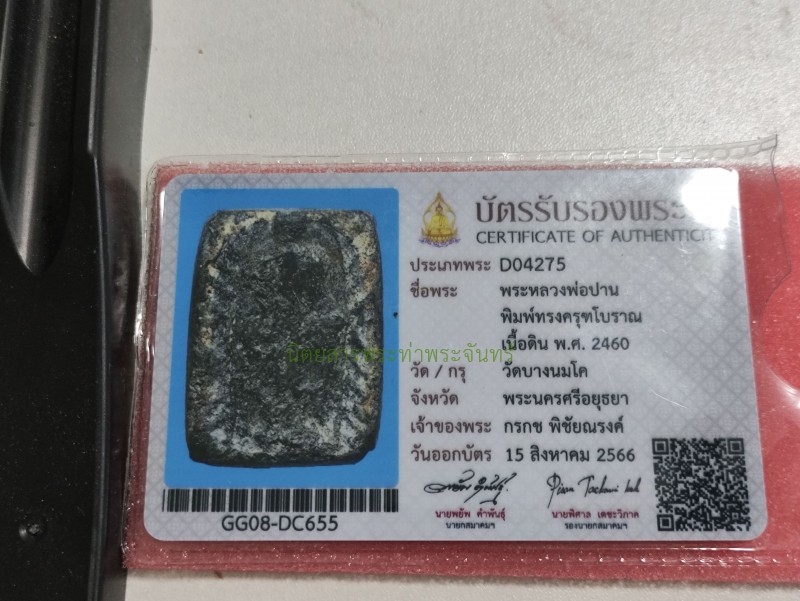 บัตรรับรองพระ
CERTIFICATE OF AUTHENTICIT
ประเภทพระ D04275
ชื่อพระ พระหลวงพ่อปาน
พิมพ์ทรงครุฑโบราณ
เนื้อดิน พ.ศ. 2460
วัด / กรุ วัดบางนมโค
จังหวัด พระนครศรีอยุธยา
เจ้าของพระ กรกช พิชัยณรงค์
วันออกบัตร 15 สิงหาคม 2566
นายพยัพ คำพันธุ์
นายกสมาคมฯ
นายพิศาล เตชะวิภาค
รองนายกสมาคมฯ
GG08-DC655